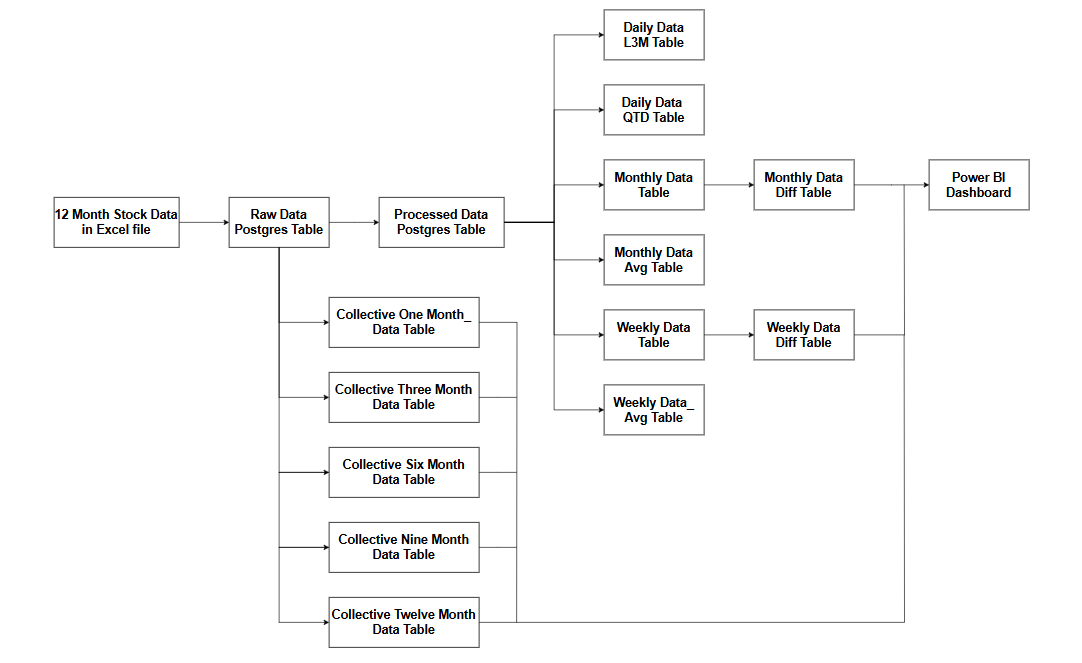 Daily Data
L3M Table
Daily Data
QTD Table
Monthly Data
Table
Monthly Data
Diff Table
Power BI
Dashboard
12 Month Stock Data
in Excel file
Raw Data
Postgres Table
Processed Data
Postgres Table
Monthly Data
Avg Table
Collective One Month_
Data Table
Weekly Data
Table
Weekly Data
Diff Table
Collective Three Month
Data Table
Weekly Data_
Avg Table
Collective Six Month
Data Table
Collective Nine Month
Data Table
Collective Twelve Month
Data Table